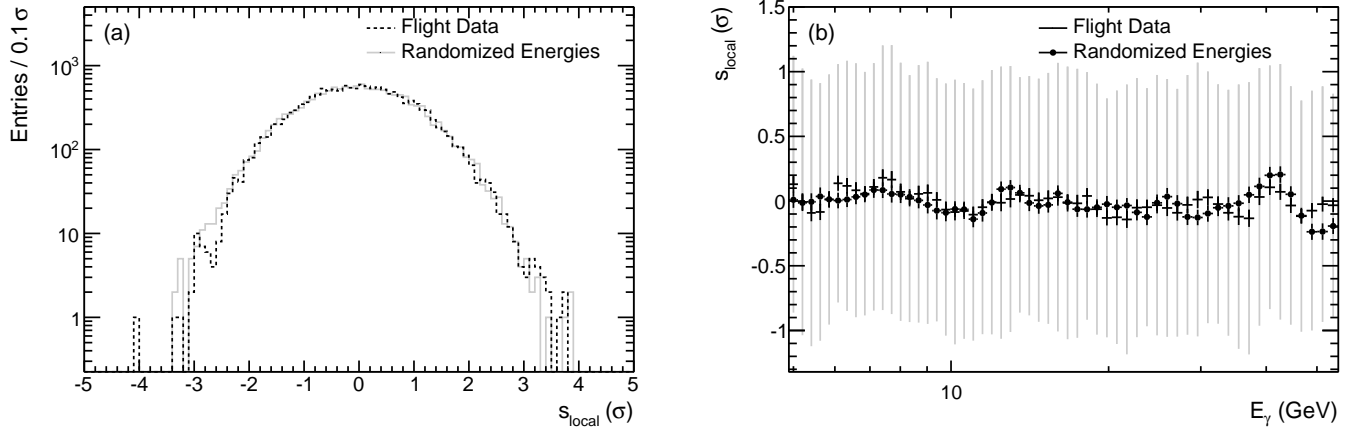 (a)
Flight Data
Randomized Energies
Entries / 0.1 σ
10³
10²
10
1
-5 -4 -3 -2 -1 0 1 2 3 4 5
s_local (σ)
(b)
Flight Data
Randomized Energies
s_local (σ)
1.5
1
0.5
0
-0.5
-1
10
E_γ (GeV)